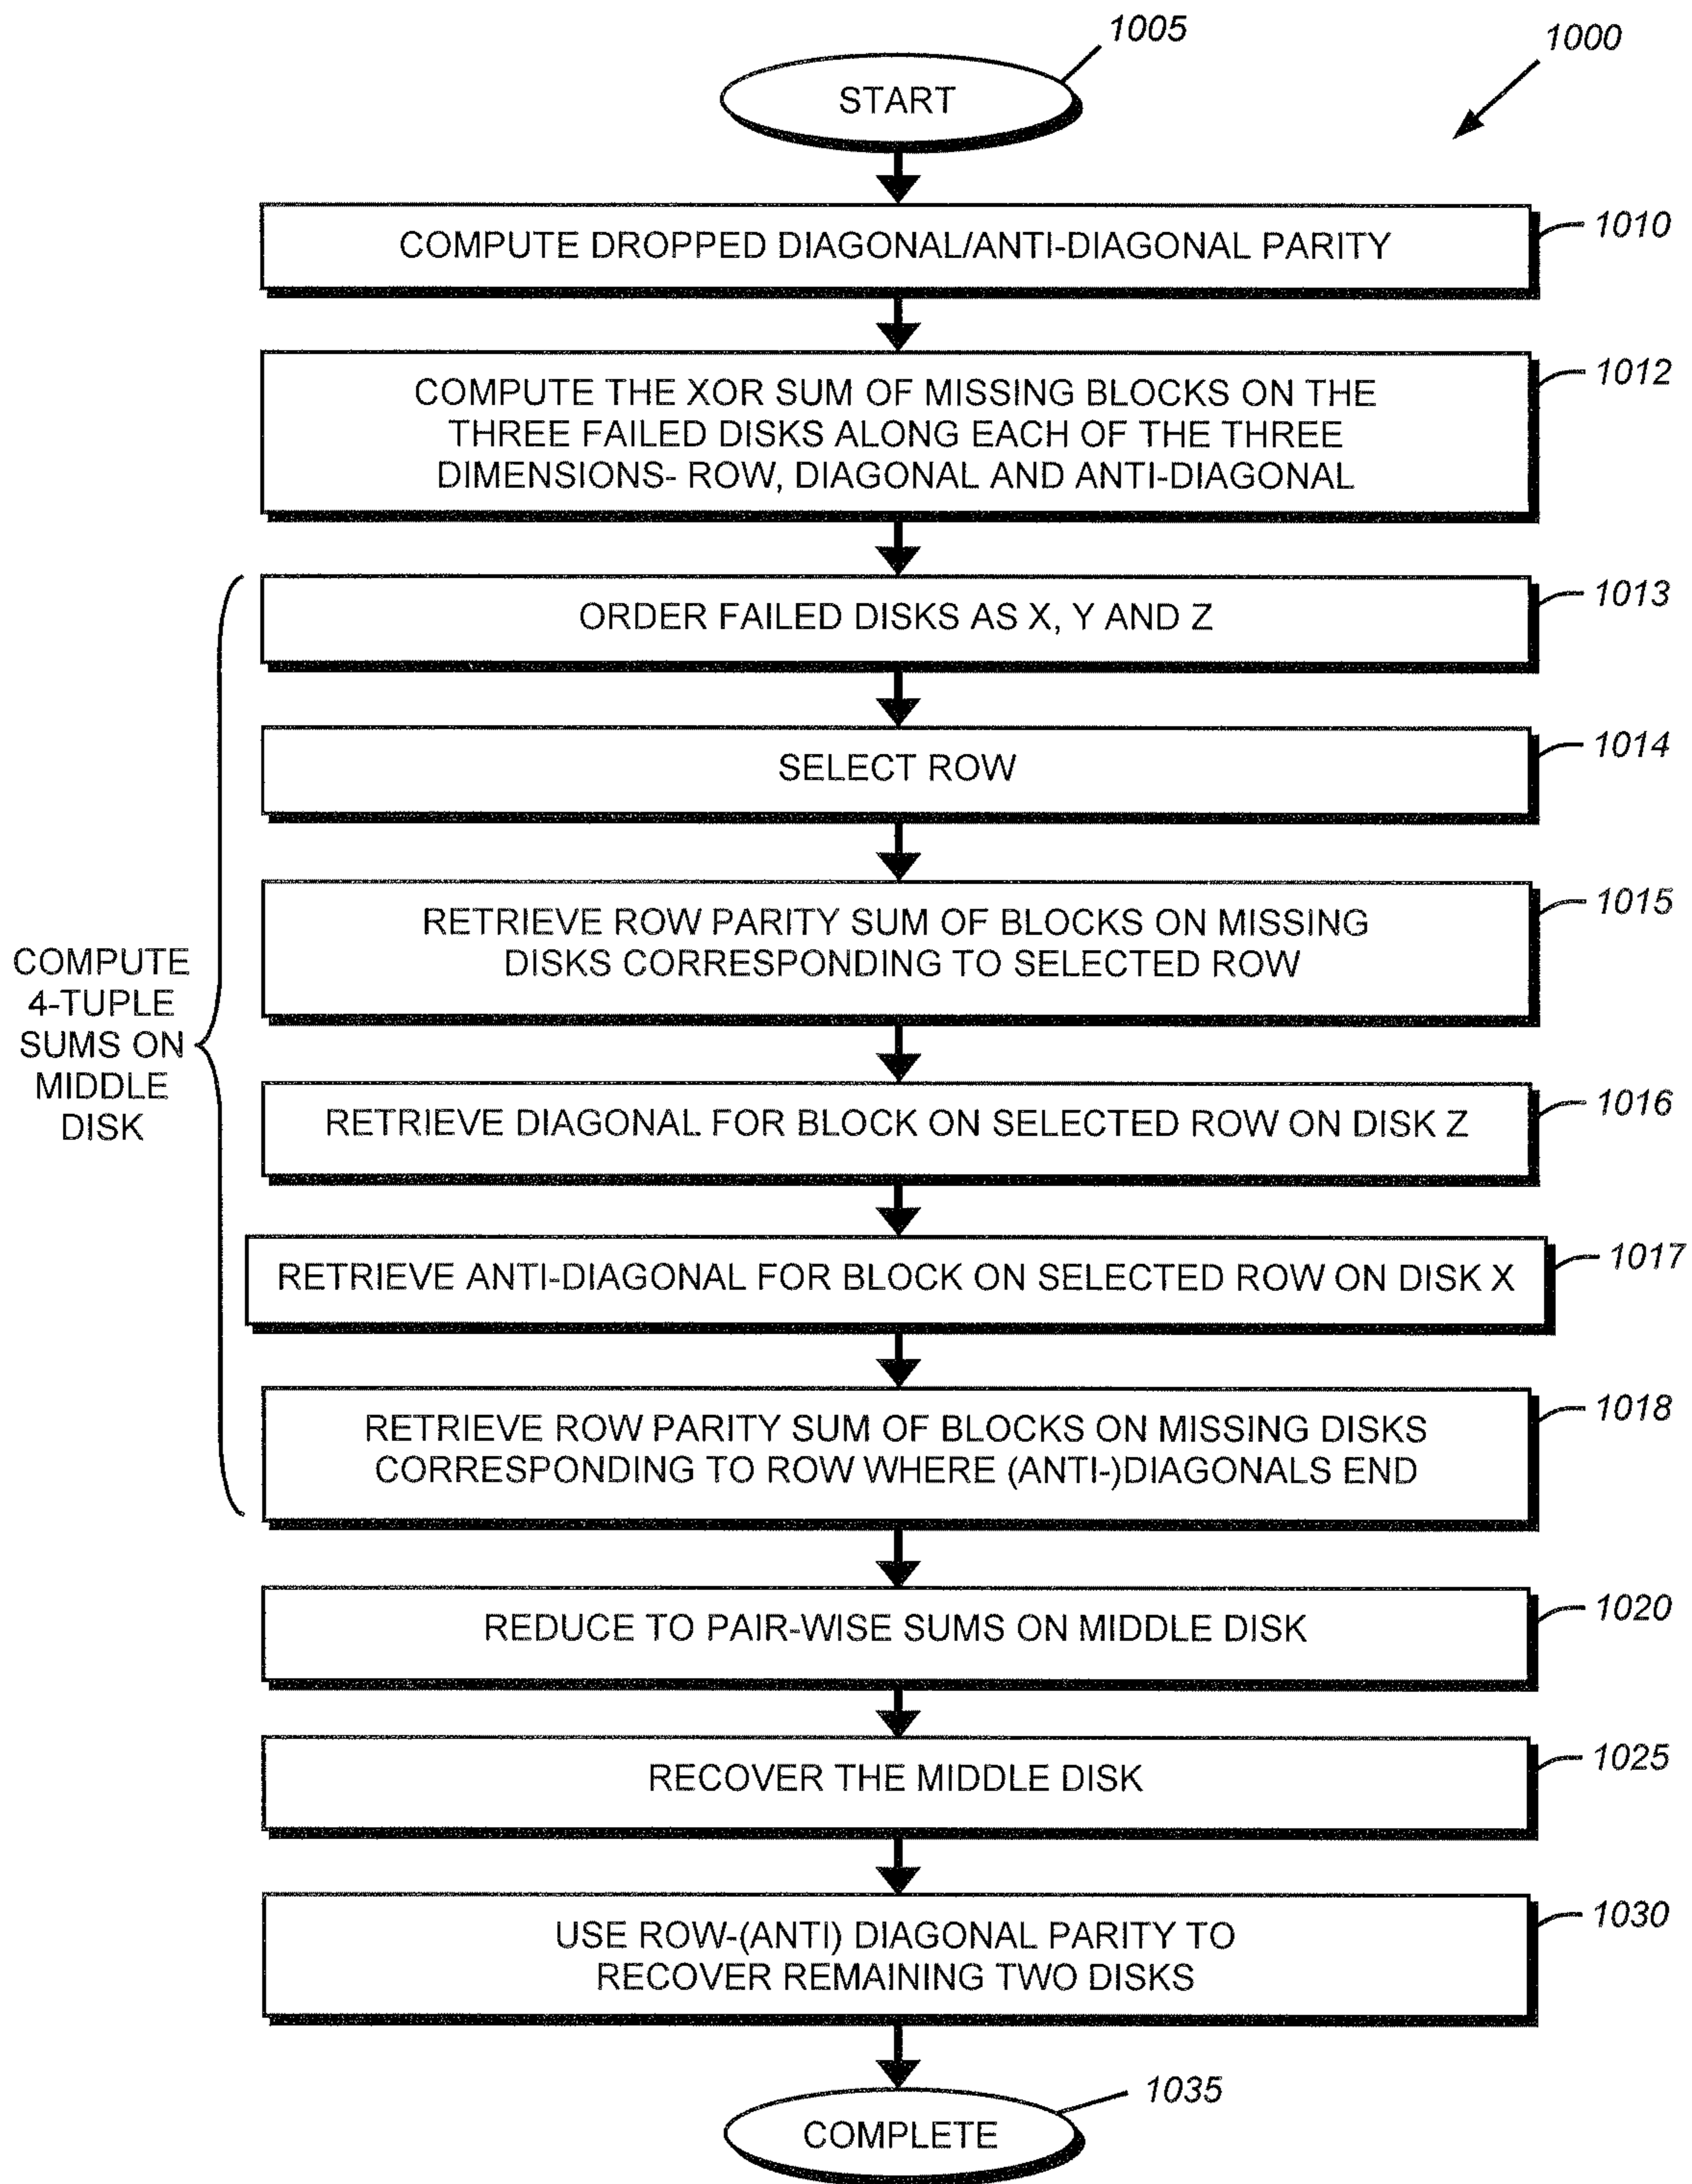 1005
1000
START
1010
COMPUTE DROPPED DIAGONAL/ANTI-DIAGONAL PARITY
1012
COMPUTE THE XOR SUM OF MISSING BLOCKS ON THE
THREE FAILED DISKS ALONG EACH OF THE THREE
DIMENSIONS- ROW, DIAGONAL AND ANTI-DIAGONAL
1013
ORDER FAILED DISKS AS X, Y AND Z
1014
SELECT ROW
1015
RETRIEVE ROW PARITY SUM OF BLOCKS ON MISSING
DISKS CORRESPONDING TO SELECTED ROW
COMPUTE
4-TUPLE
SUMS ON
MIDDLE
DISK
1016
RETRIEVE DIAGONAL FOR BLOCK ON SELECTED ROW ON DISK Z
1017
RETRIEVE ANTI-DIAGONAL FOR BLOCK ON SELECTED ROW ON DISK X
1018
RETRIEVE ROW PARITY SUM OF BLOCKS ON MISSING DISKS
CORRESPONDING TO ROW WHERE (ANTI-)DIAGONALS END
1020
REDUCE TO PAIR-WISE SUMS ON MIDDLE DISK
1025
RECOVER THE MIDDLE DISK
1030
USE ROW-(ANTI) DIAGONAL PARITY TO
RECOVER REMAINING TWO DISKS
1035
COMPLETE